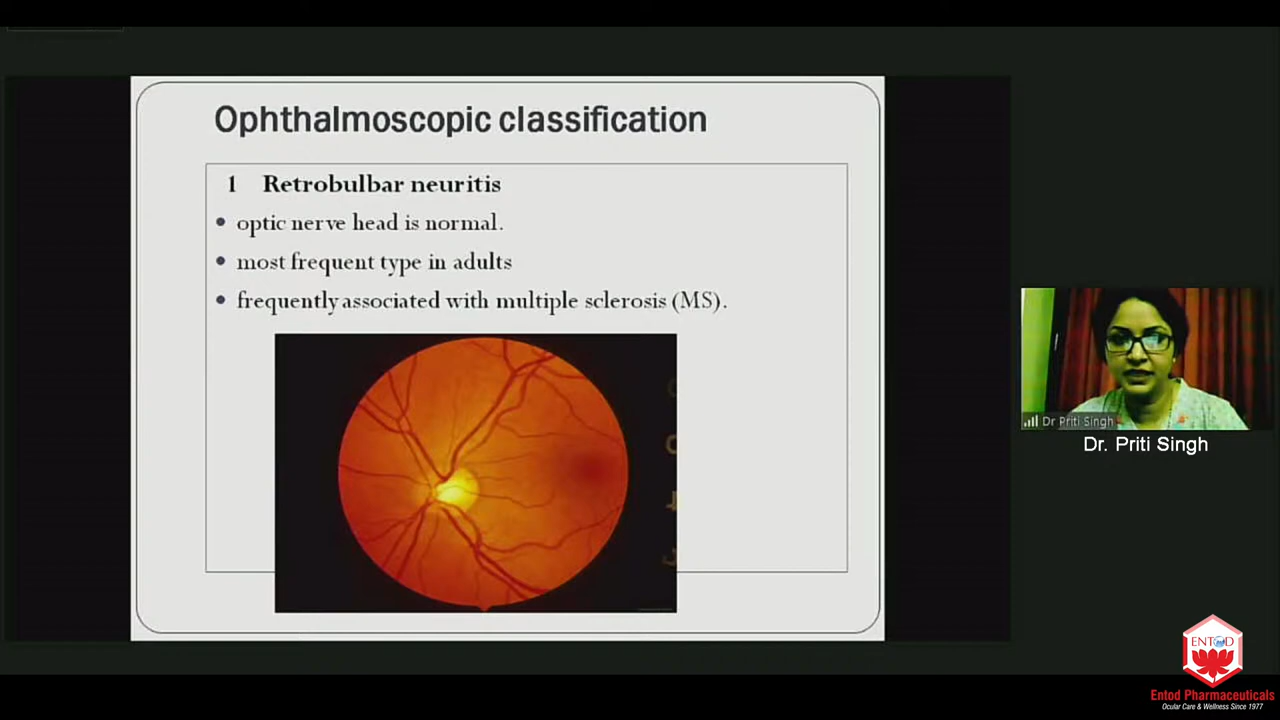 Ophthalmoscopic classification
1 Retrobulbar neuritis
• optic nerve head is normal.
• most frequent type in adults
• frequently associated with multiple sclerosis (MS).
Dr Priti Singh
Dr. Priti Singh
ENTOD
Entod Pharmaceuticals
Ocular Care & Wellness Since 1977